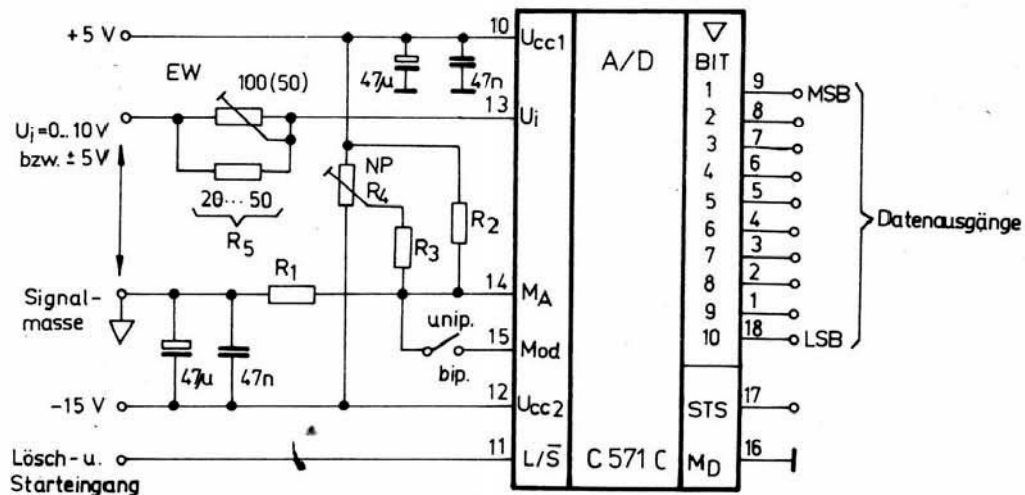 +5 V
10
Ucc1
A/D
▽
BIT
EW
100(50)
47µ
47n
13
Ui
Ui=0...10V
bzw. ± 5V
20...50
R5
NP
R4
R3
R2
1
9
MSB
2
8
3
7
4
6
5
5
6
4
7
3
8
2
9
1
10
18
LSB
Datenausgänge
Signal-
masse
R1
14
MA
unip.
bip.
15
Mod
47µ
47n
-15 V
12
Ucc2
STS
17
Lösch- u.
Starteingang
11
L/S̅
C 571 C
MD
16